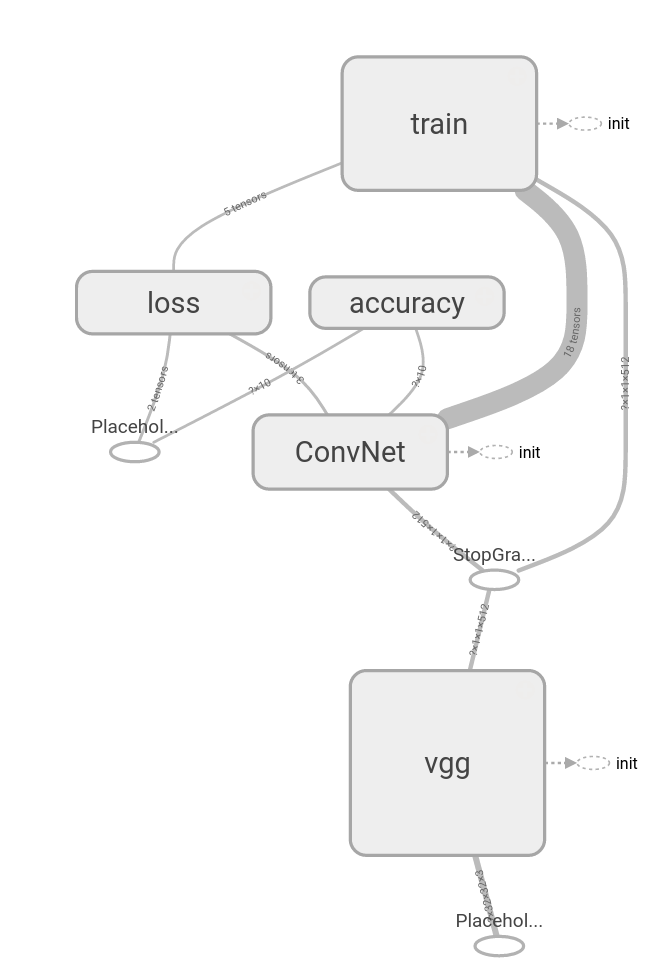 train
init
5 tensors
loss
accuracy
18 tensors
?×1×1×512
3 tensors
?×10
?×10
2 tensors
Placehol...
ConvNet
init
?×1×1×512
StopGra...
?×1×1×512
vgg
init
?×32×32×3
Placehol...